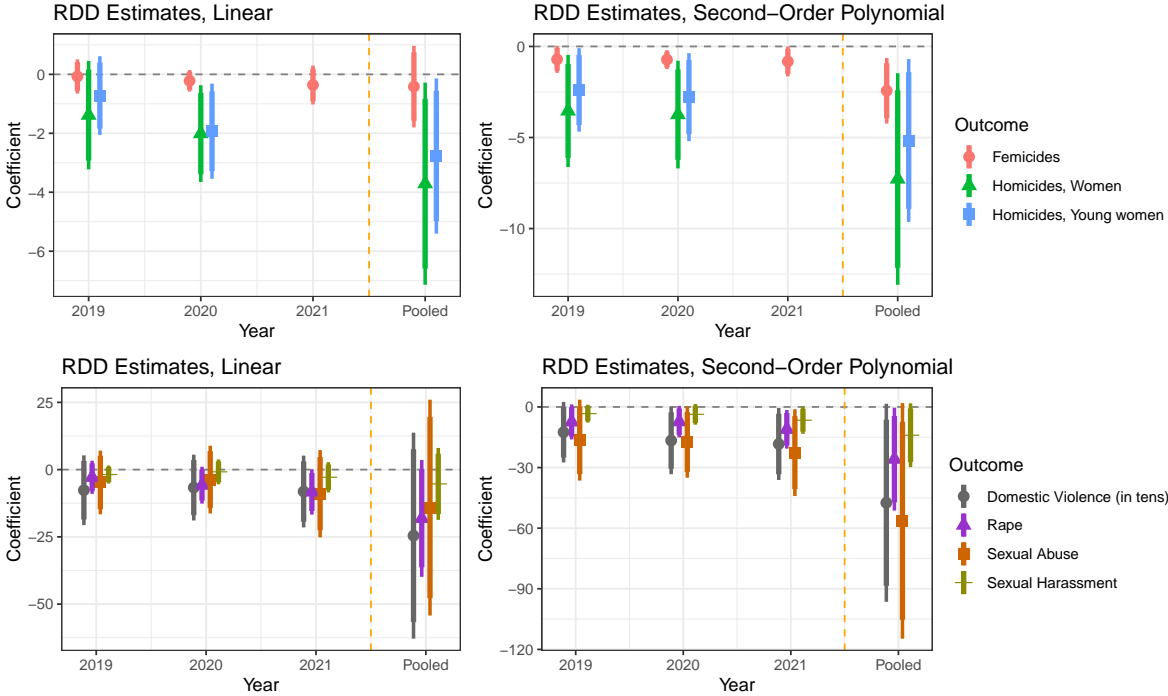 RDD Estimates, Linear
0
−2
−4
−6
Coefficient
2019 2020 2021 Pooled
Year
RDD Estimates, Second−Order Polynomial
0
−5
−10
Coefficient
2019 2020 2021 Pooled
Year
Outcome
Femicides
Homicides, Women
Homicides, Young women
RDD Estimates, Linear
25
0
−25
−50
Coefficient
2019 2020 2021 Pooled
Year
RDD Estimates, Second−Order Polynomial
0
−30
−60
−90
−120
Coefficient
2019 2020 2021 Pooled
Year
Outcome
Domestic Violence (in tens)
Rape
Sexual Abuse
Sexual Harassment